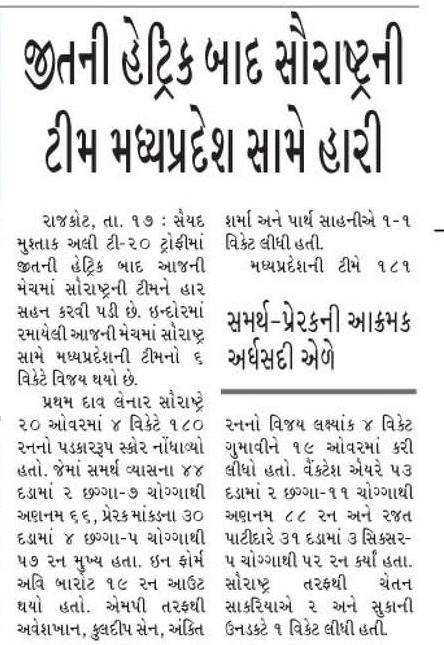 જીતની હેટ્રિક બાદ સૌરાષ્ટ્રની
ટીમ મધ્યપ્રદેશ સામે હારી
રાજકોટ, તા. ૧૭ : સૈયદ
મુશ્તાક અલી ટી-૨૦ ટ્રોફીમાં
જીતની હેટ્રિક બાદ આજની
મેચમાં સૌરાષ્ટ્રની ટીમને હાર
સહન કરવી પડી છે. ઇન્દોરમાં
રમાયેલી આજની મેચમાં સૌરાષ્ટ્ર
સામે મધ્યપ્રદેશની ટીમનો ૬
વિકેટે વિજય થયો છે.
પ્રથમ દાવ લેનાર સૌરાષ્ટ્રે
૨૦ ઓવરમાં ૪ વિકેટે ૧૮૦
રનનો પડકારરૂપ સ્કોર નોંધાવ્યો
હતો. જેમાં સમર્થ વ્યાસના ૪૪
દડામાં ૨ છગ્ગા-૭ ચોગ્ગાથી
અણનમ ૬૬, પ્રેરક માંકડના ૩૦
દડામાં ૪ છગ્ગા-૫ ચોગ્ગાથી
૫૭ રન મુખ્ય હતા. ઇન ફોર્મ
અવિ બારોટ ૧૯ રન આઉટ
થયો હતો. એમપી તરફથી
અવેશખાન, કુલદીપ સેન, અંકિત
શર્મા અને પાર્થ સાહનીએ ૧-૧
વિકેટ લીધી હતી.
મધ્યપ્રદેશની ટીમે ૧૮૧
સમર્થ-પ્રેરકની આક્રમક
અર્ધસદી એળે
રનનો વિજય લક્ષ્યાંક ૪ વિકેટ
ગુમાવીને ૧૯ ઓવરમાં કરી
લીધો હતો. વૈંકટેશ ઐયરે ૫૩
દડામાં ૨ છગ્ગા-૧૧ ચોગ્ગાથી
અણનમ ૮૮ રન અને રજત
પાટીદારે ૩૧ દડામાં ૩ સિક્સર-
૫ ચોગ્ગાથી ૫૨ રન કર્યાં હતા.
સૌરાષ્ટ્ર તરફથી ચેતન
સાકરિયાએ ૨ અને સુકાની
ઉનડકટે ૧ વિકેટ લીધી હતી.